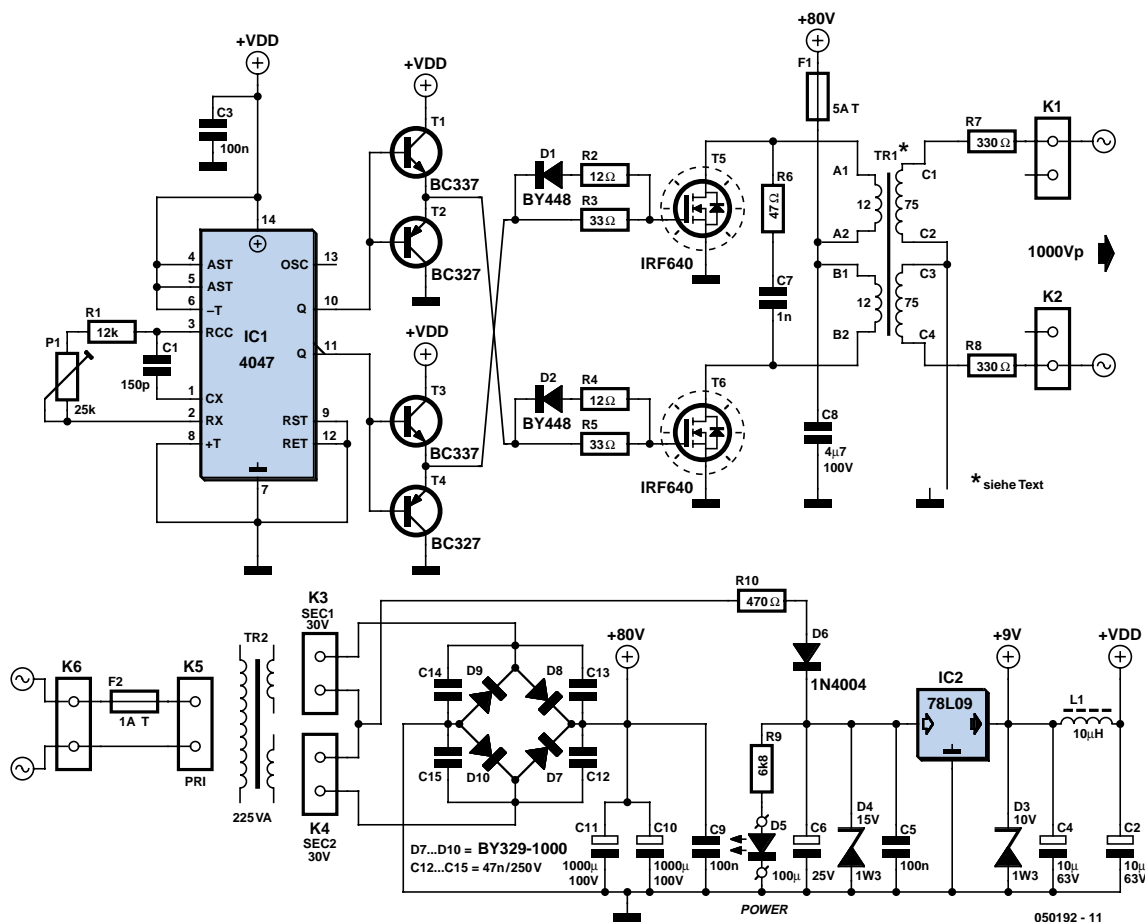 +80V
+VDD
+VDD
F1
5A T
C3
100n
T1
K1
R7
330 Ω
TR1*
D1
BY448
R2
12Ω
R3
33Ω
T5
R6
47Ω
A1
C1
BC337
T2
12
75
14
A2
C2
4
AST
OSC
13
BC327
IRF640
B1
C3
1000Vp
5
AST
6
–T
Q
10
+VDD
C7
1n
12
75
K2
R1
12k
3
RCC
IC1
4047
Q
11
B2
C4
P1
C1
150p
T3
D2
BY448
R4
12Ω
R5
33Ω
T6
R8
330 Ω
25k
1
CX
2
RX
RST
9
BC337
C8
4µ7
100V
8
+T
RET
12
T4
IRF640
* siehe Text
7
BC327
R10
470 Ω
K3
SEC1
30V
+80V
D6
+9V
+VDD
TR2
K6
K5
F2
1A T
C14
D9
D8
C13
1N4004
IC2
78L09
L1
10µH
C15
D10
D7
C12
R9
6k8
PRI
225VA
K4
SEC2
30V
D7...D10 = BY329-1000
C12...C15 = 47n/250V
C11
1000µ
100V
C10
1000µ
100V
C9
100n
D5
100µ
C6
25V
D4
15V
1W3
C5
100n
D3
10V
1W3
C4
10µ
63V
C2
10µ
63V
POWER
050192 - 11